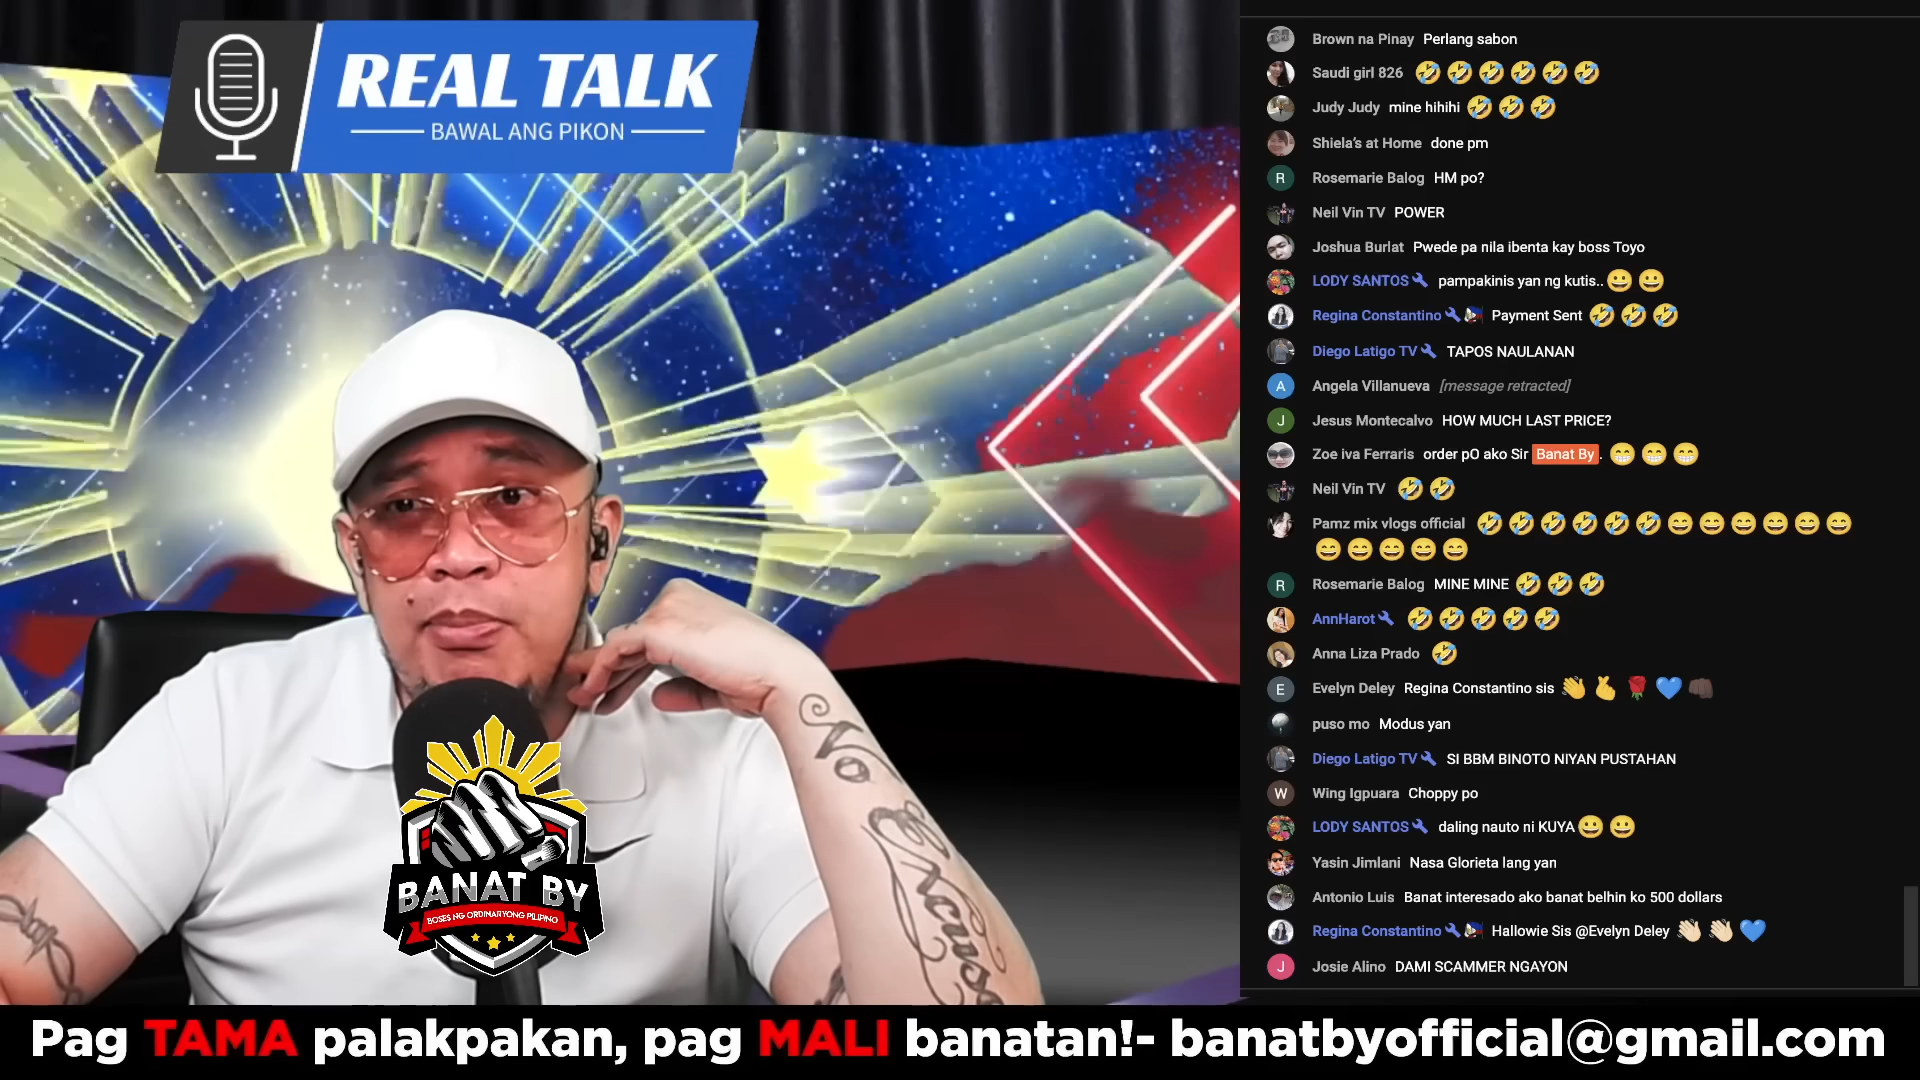 REAL TALK
BAWAL ANG PIKON
No
BANAT BY
BOSES NG ORDINARYONG PILIPINO
Brown na Pinay Perlang sabon
Saudi girl 826 🤣🤣🤣🤣🤣🤣
Judy Judy mine hihihi 🤣🤣🤣
Shiela's at Home done pm
R Rosemarie Balog HM po?
Neil Vin TV POWER
Joshua Burlat Pwede pa nila ibenta kay boss Toyo
LODY SANTOS pampakinis yan ng kutis..😀😀
Regina Constantino Payment Sent 🤣🤣🤣
Diego Latigo TV TAPOS NAULANAN
A Angela Villanueva [message retracted]
J Jesus Montecalvo HOW MUCH LAST PRICE?
Zoe iva Ferraris order pO ako Sir Banat By. 😁😁😁
Neil Vin TV 🤣🤣
Pamz mix vlogs official 🤣🤣🤣🤣🤣🤣😄😄😄😄😄😄
😄😄😄😄😄
R Rosemarie Balog MINE MINE 🤣🤣🤣
AnnHarot 🤣🤣🤣🤣🤣
Anna Liza Prado 🤣
E Evelyn Deley Regina Constantino sis 👋🫰🌹💙👊🏿
puso mo Modus yan
Diego Latigo TV SI BBM BINOTO NIYAN PUSTAHAN
W Wing Igpuara Choppy po
LODY SANTOS daling nauto ni KUYA😀😀
Yasin Jimlani Nasa Glorieta lang yan
Antonio Luis Banat interesado ako banat belhin ko 500 dollars
Regina Constantino Hallowie Sis @Evelyn Deley 👋🏻👋🏻💙
J Josie Alino DAMI SCAMMER NGAYON
Pag TAMA palakpakan, pag MALI banatan!- banatbyofficial@gmail.com